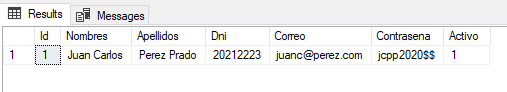 Results Messages
Id Nombres Apellidos Dni Correo Contrasena Activo
1 1 Juan Carlos Perez Prado 20212223 juanc@perez.com jcpp2020$$ 1